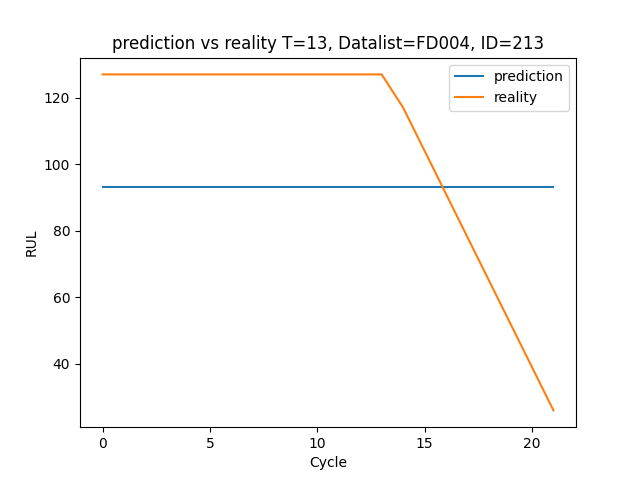 prediction vs reality T=13, Datalist=FD004, ID=213
prediction
reality
120
100
80
60
40
RUL
0 5 10 15 20
Cycle